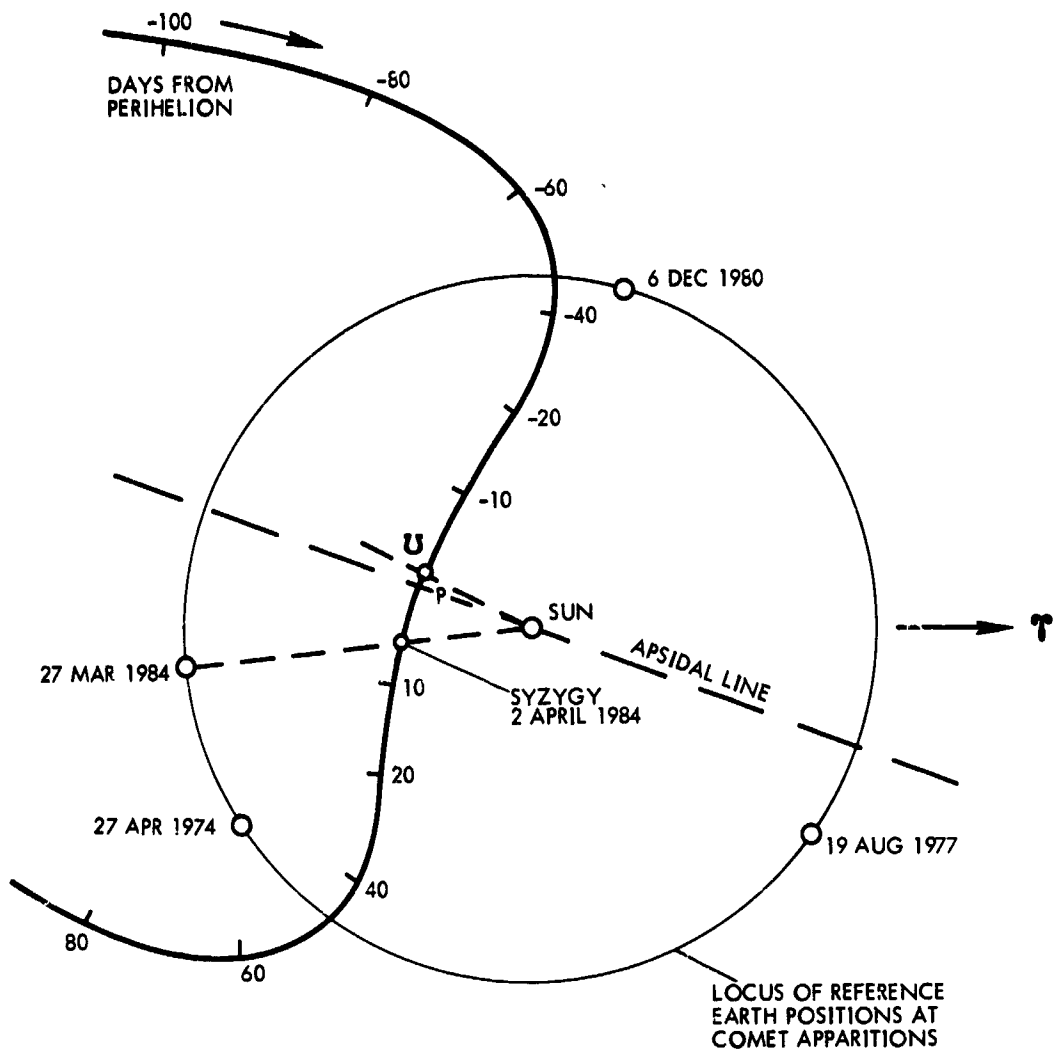 -100
DAYS FROM
PERIHELION
-80
-60
6 DEC 1980
-40
-20
-10
☋
P
SUN
♈
27 MAR 1984
APSIDAL LINE
10
SYZYGY
2 APRIL 1984
20
27 APR 1974
19 AUG 1977
40
80
60
LOCUS OF REFERENCE
EARTH POSITIONS AT
COMET APPARITIONS